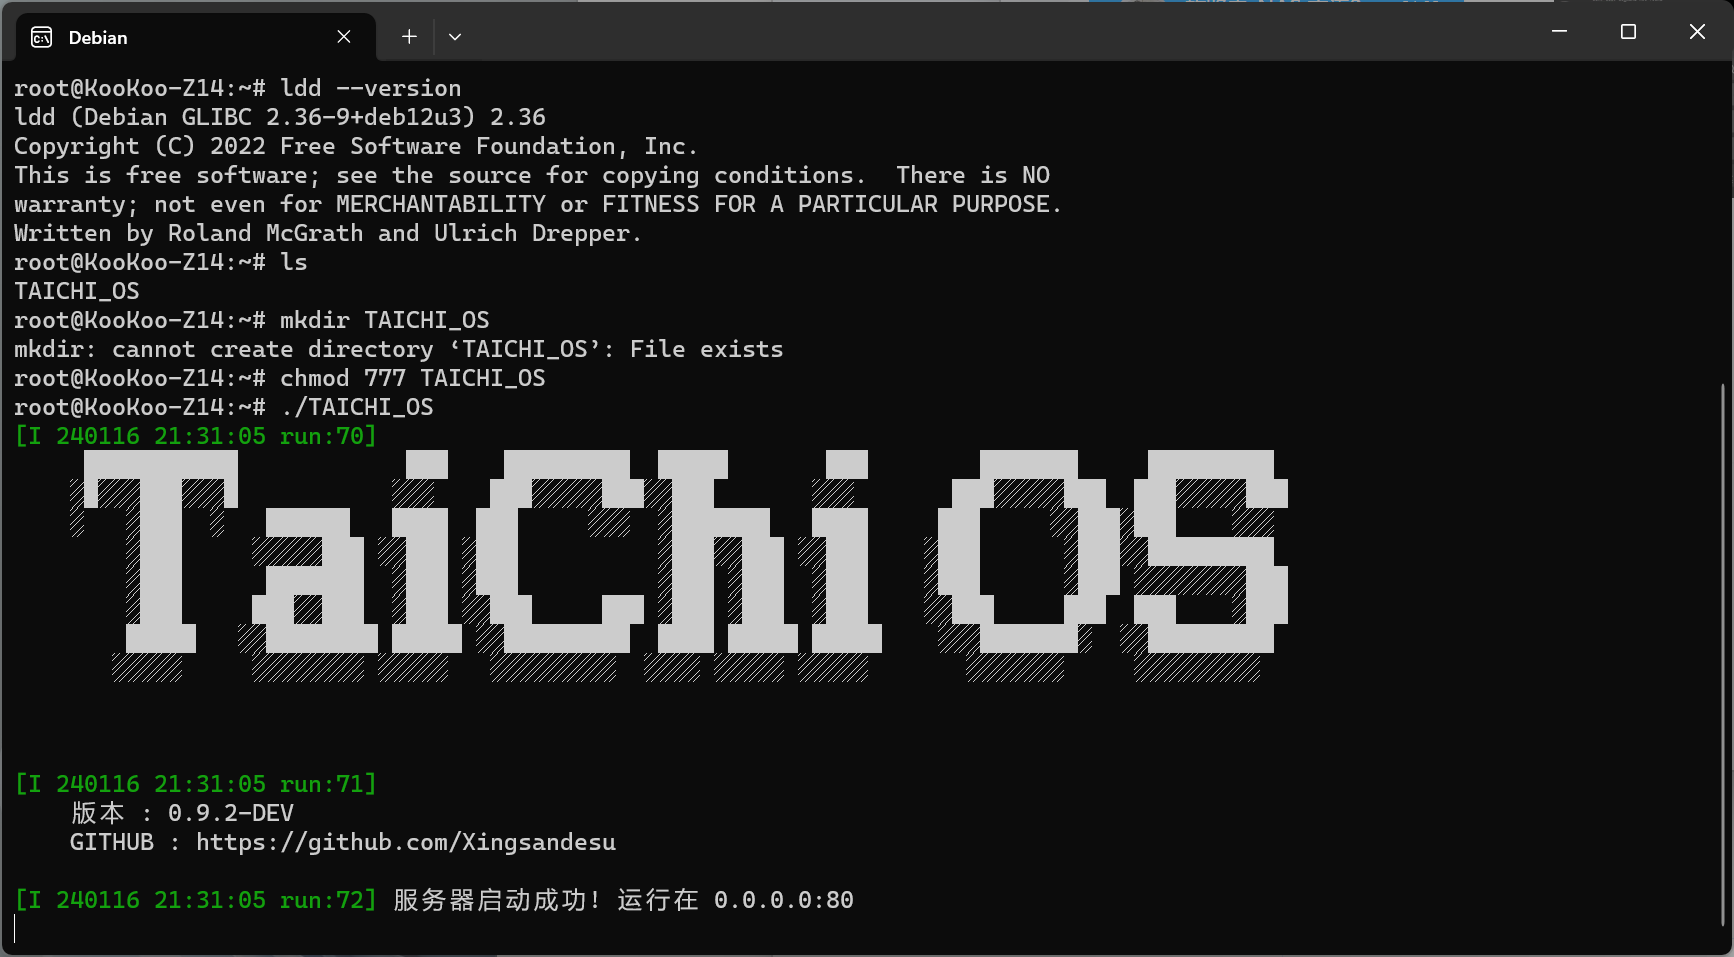 Debian
root@KooKoo-Z14:~# ldd --version
ldd (Debian GLIBC 2.36-9+deb12u3) 2.36
Copyright (C) 2022 Free Software Foundation, Inc.
This is free software; see the source for copying conditions.  There is NO
warranty; not even for MERCHANTABILITY or FITNESS FOR A PARTICULAR PURPOSE.
Written by Roland McGrath and Ulrich Drepper.
root@KooKoo-Z14:~# ls
TAICHI_OS
root@KooKoo-Z14:~# mkdir TAICHI_OS
mkdir: cannot create directory ‘TAICHI_OS’: File exists
root@KooKoo-Z14:~# chmod 777 TAICHI_OS
root@KooKoo-Z14:~# ./TAICHI_OS
[I 240116 21:31:05 run:70]
TaiChi OS
[I 240116 21:31:05 run:71]
版本 : 0.9.2-DEV
GITHUB : https://github.com/Xingsandesu
[I 240116 21:31:05 run:72] 服务器启动成功! 运行在 0.0.0.0:80